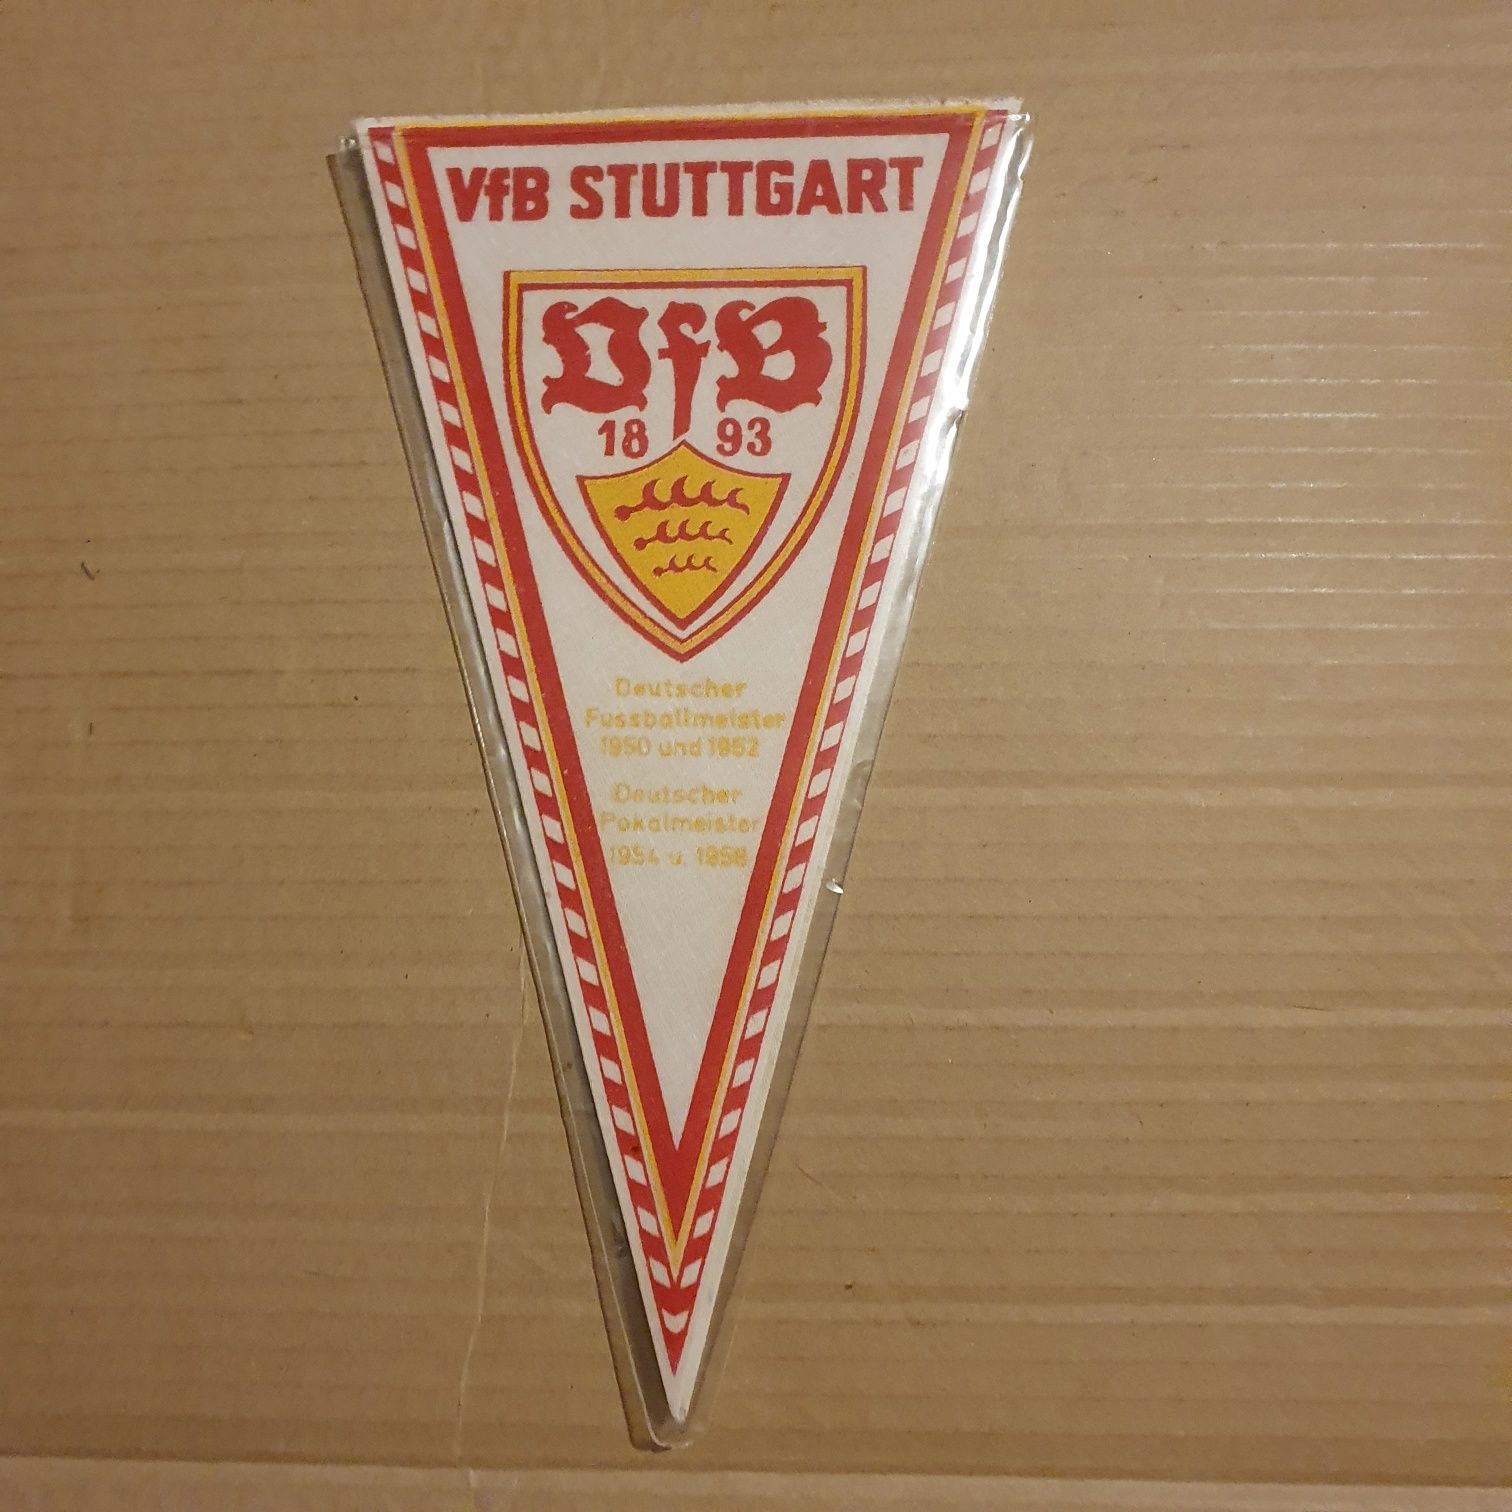 VfB STUTTGART
VfB
18 93
Deutscher
Fussballmeister
1950 und 1952
Deutscher
Pokalmeister
1954 u. 1958